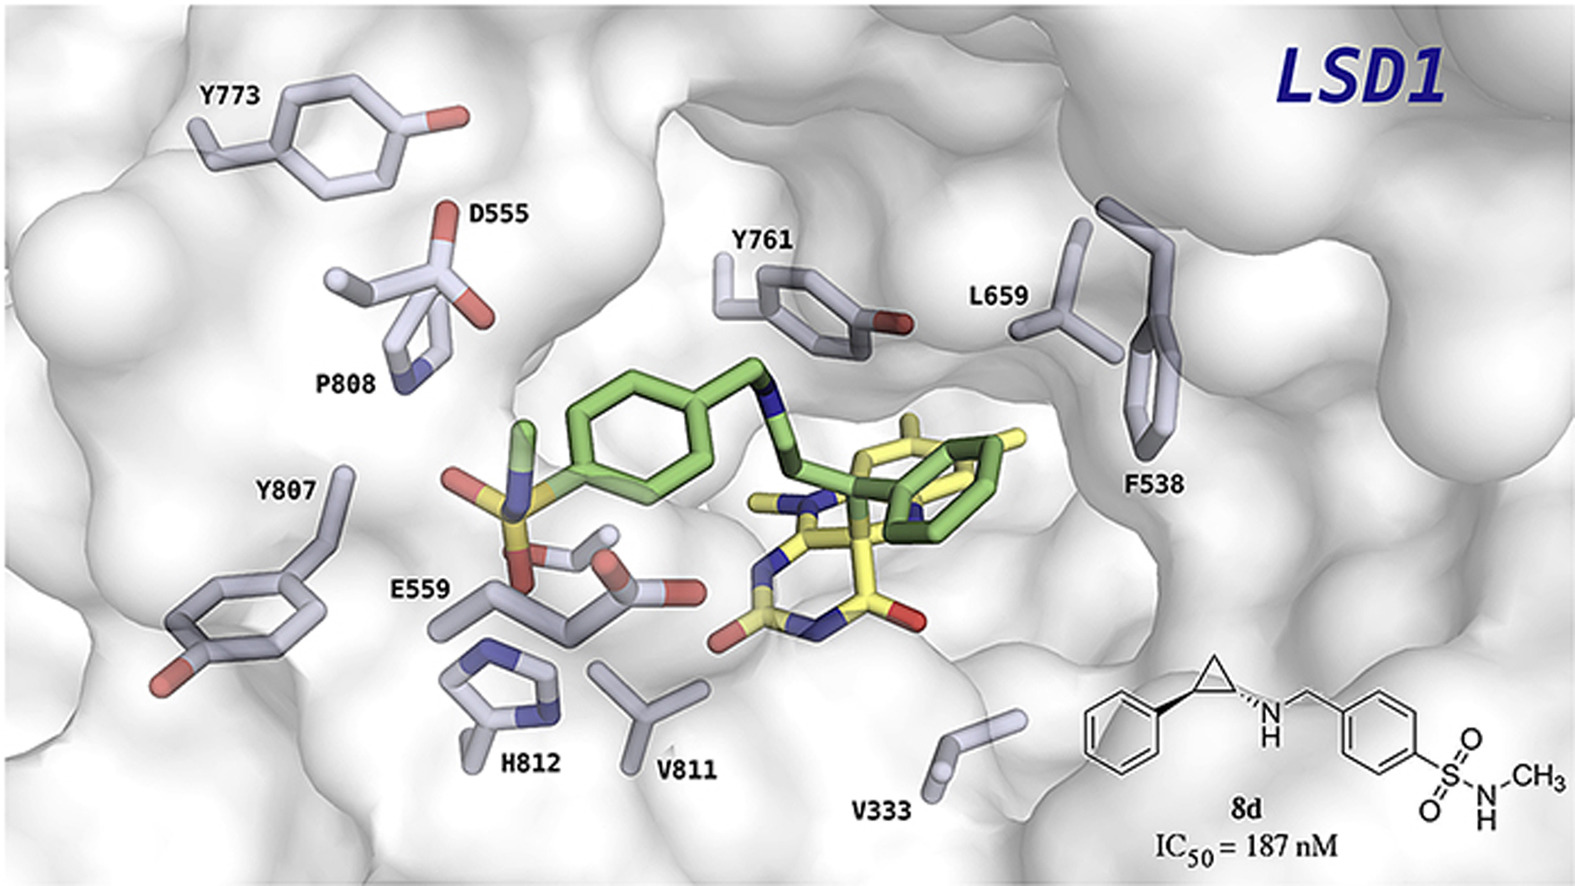 LSD1
Y773
D555
Y761
L659
P808
F538
Y807
E559
H812
V811
V333
N
H
S
O
O
N
H
CH3
8d
IC50 = 187 nM